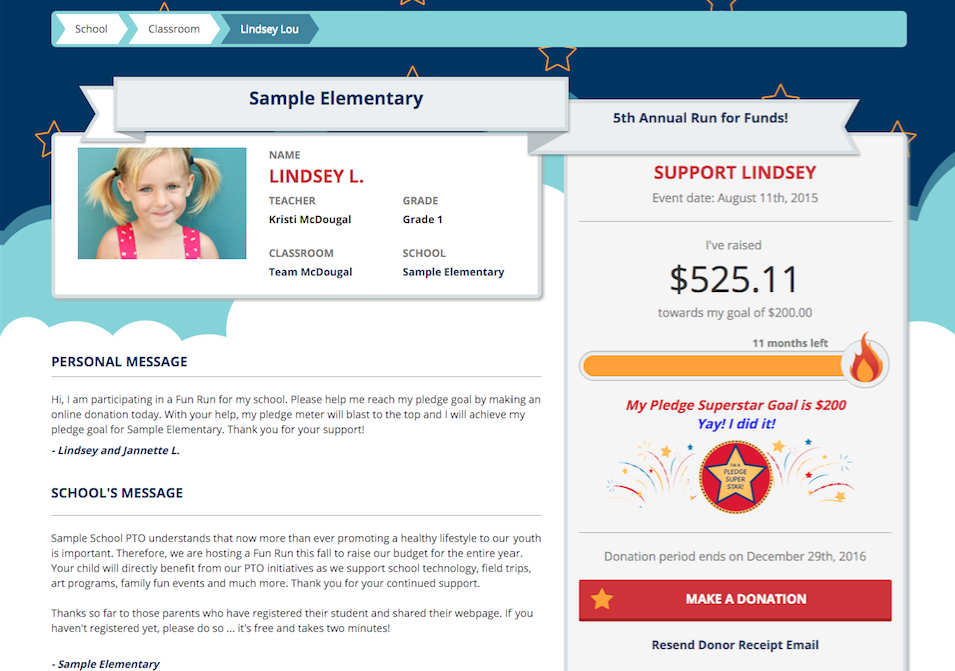 School
Classroom
Lindsey Lou
Sample Elementary
5th Annual Run for Funds!
NAME
LINDSEY L.
TEACHER
GRADE
Kristi McDougal
Grade 1
CLASSROOM
SCHOOL
Team McDougal
Sample Elementary
PERSONAL MESSAGE
Hi, I am participating in a Fun Run for my school. Please help me reach my pledge goal by making an
online donation today. With your help, my pledge meter will blast to the top and I will achieve my
pledge goal for Sample Elementary. Thank you for your support!
- Lindsey and Jannette L.
SCHOOL'S MESSAGE
Sample School PTO understands that now more than ever promoting a healthy lifestyle to our youth
is important. Therefore, we are hosting a Fun Run this fall to raise our budget for the entire year.
Your child will directly benefit from our PTO initiatives as we support school technology, field trips,
art programs, family fun events and much more. Thank you for your continued support.
Thanks so far to those parents who have registered their student and shared their webpage. If you
haven't registered yet, please do so ... it's free and takes two minutes!
- Sample Elementary
SUPPORT LINDSEY
Event date: August 11th, 2015
I've raised
$525.11
towards my goal of $200.00
11 months left
My Pledge Superstar Goal is $200
Yay! I did it!
I'M A
PLEDGE
SUPER
STAR!
Donation period ends on December 29th, 2016
MAKE A DONATION
Resend Donor Receipt Email